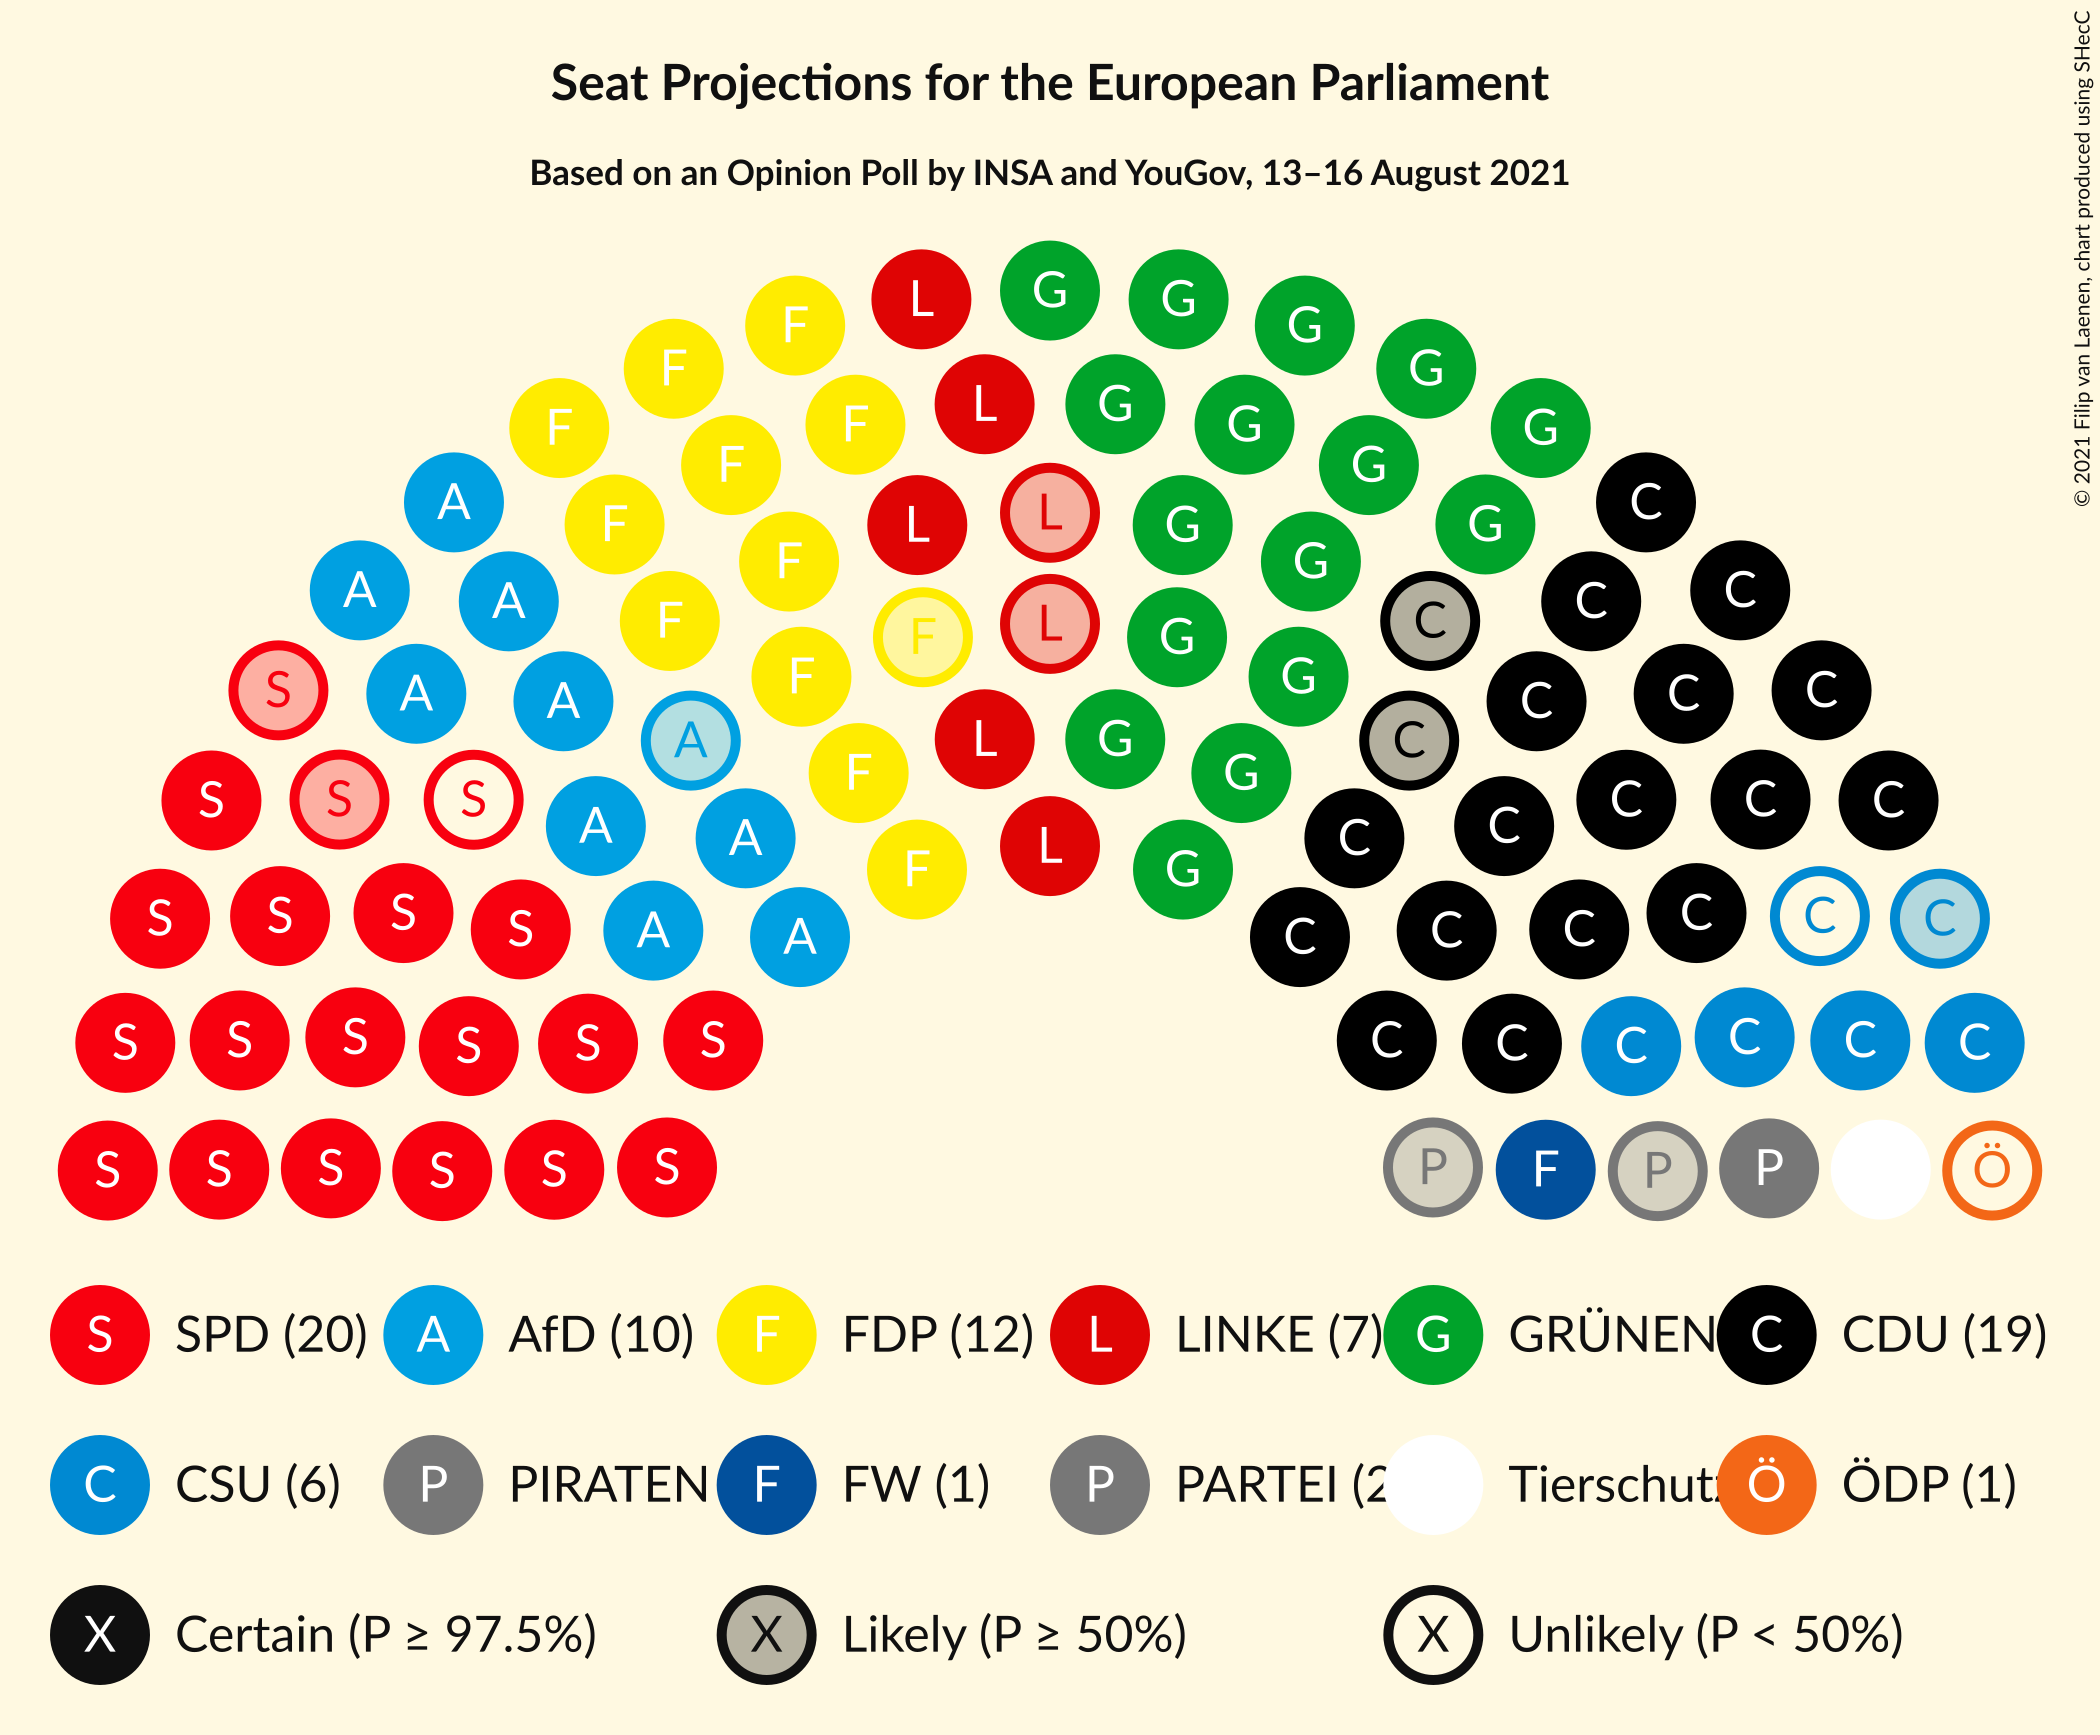 Seat Projections for the European Parliament
Based on an Opinion Poll by INSA and YouGov, 13–16 August 2021
© 2021 Filip van Laenen, chart produced using SHecC
F L G G G
F G
F F L G G G
F G
A F L L G G C
A A F G C C
F F L G C
S A A F G C C C
A L G C
S S S F G C C C
A A L C C
F G
S S S S A A C C C C C C
S S S S S S C C C C C C
S S S S S S P F P P Ö
S SPD (20) A AfD (10) F FDP (12) L LINKE (7) G GRÜNEN C CDU (19)
C CSU (6) P PIRATEN F FW (1) P PARTEI (2 Tierschutz Ö ÖDP (1)
X Certain (P ≥ 97.5%) X Likely (P ≥ 50%) X Unlikely (P < 50%)